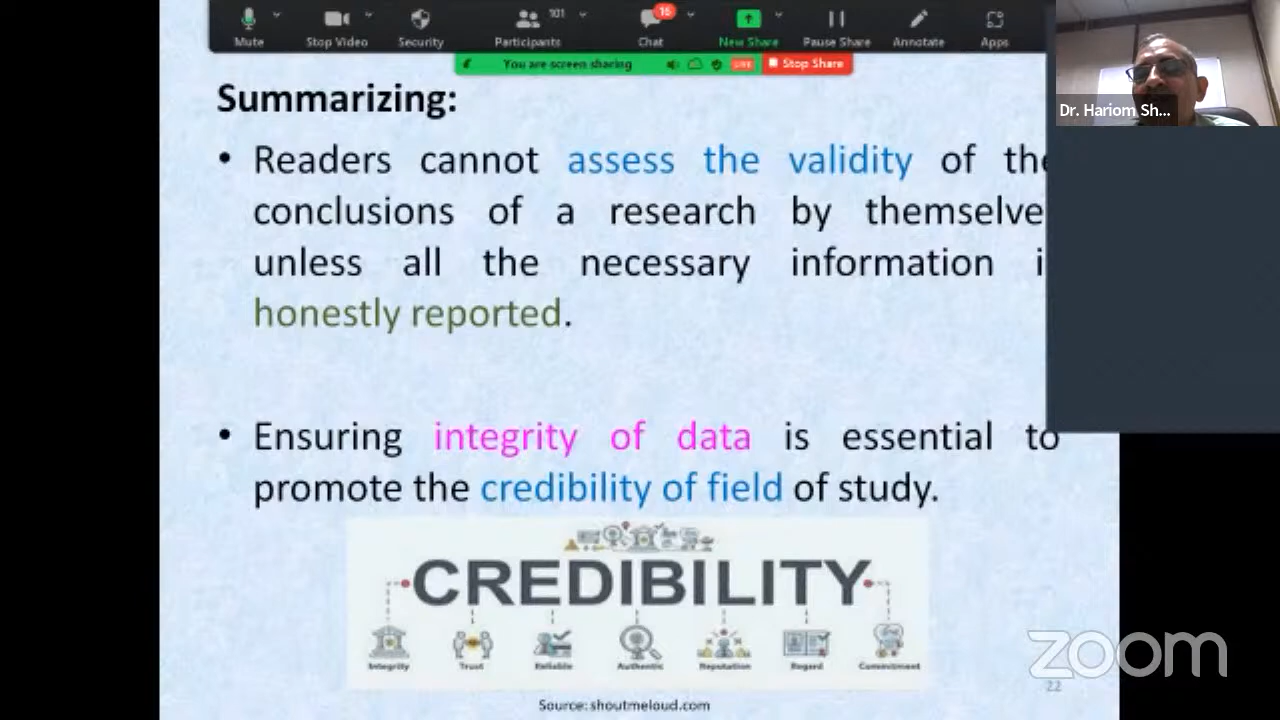 101
16
Mute
Stop Video
Security
Participants
Chat
New Share
Pause Share
Annotate
Apps
You are screen sharing
LIVE
Stop Share
Dr. Hariom Sh...
Summarizing:
• Readers cannot assess the validity of the
conclusions of a research by themselve
unless all the necessary information i
honestly reported.
• Ensuring integrity of data is essential to
promote the credibility of field of study.
CREDIBILITY
Integrity
Trust
Reliable
Authentic
Reputation
Regard
Commitment
zoom
22
Source: shoutmeloud.com